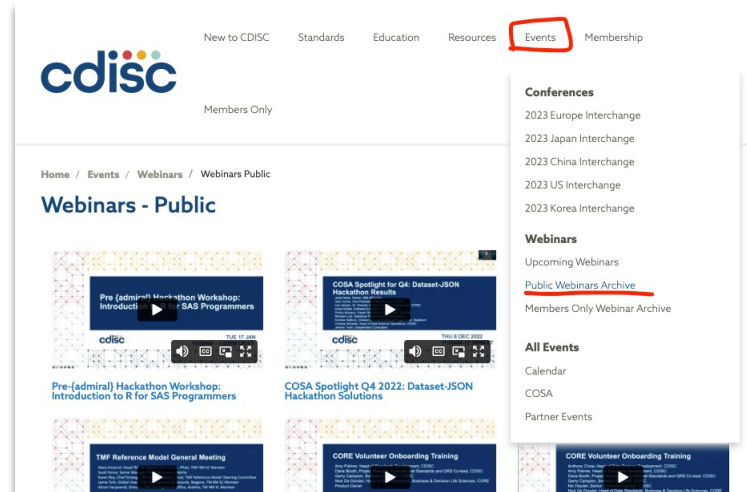 New to CDISC Standards Education Resources Events Membership
cdisc
Members Only
Conferences
2023 Europe Interchange
2023 Japan Interchange
2023 China Interchange
2023 US Interchange
2023 Korea Interchange
Webinars
Upcoming Webinars
Public Webinars Archive
Members Only Webinar Archive
All Events
Calendar
COSA
Partner Events
Home / Events / Webinars / Webinars Public
Webinars - Public
Pre {admiral} Hackathon Workshop:
Introduction R for SAS Programmers
cdisc
TUE 17 JAN
Pre-{admiral} Hackathon Workshop:
Introduction to R for SAS Programmers
COSA Spotlight for Q4: Dataset-JSON
Hackathon Results
cdisc
THU 8 DEC 2022
COSA Spotlight Q4 2022: Dataset-JSON
Hackathon Solutions
TMF Reference Model General Meeting
CORE Volunteer Onboarding Training
Product Owner
CORE Volunteer Onboarding Training